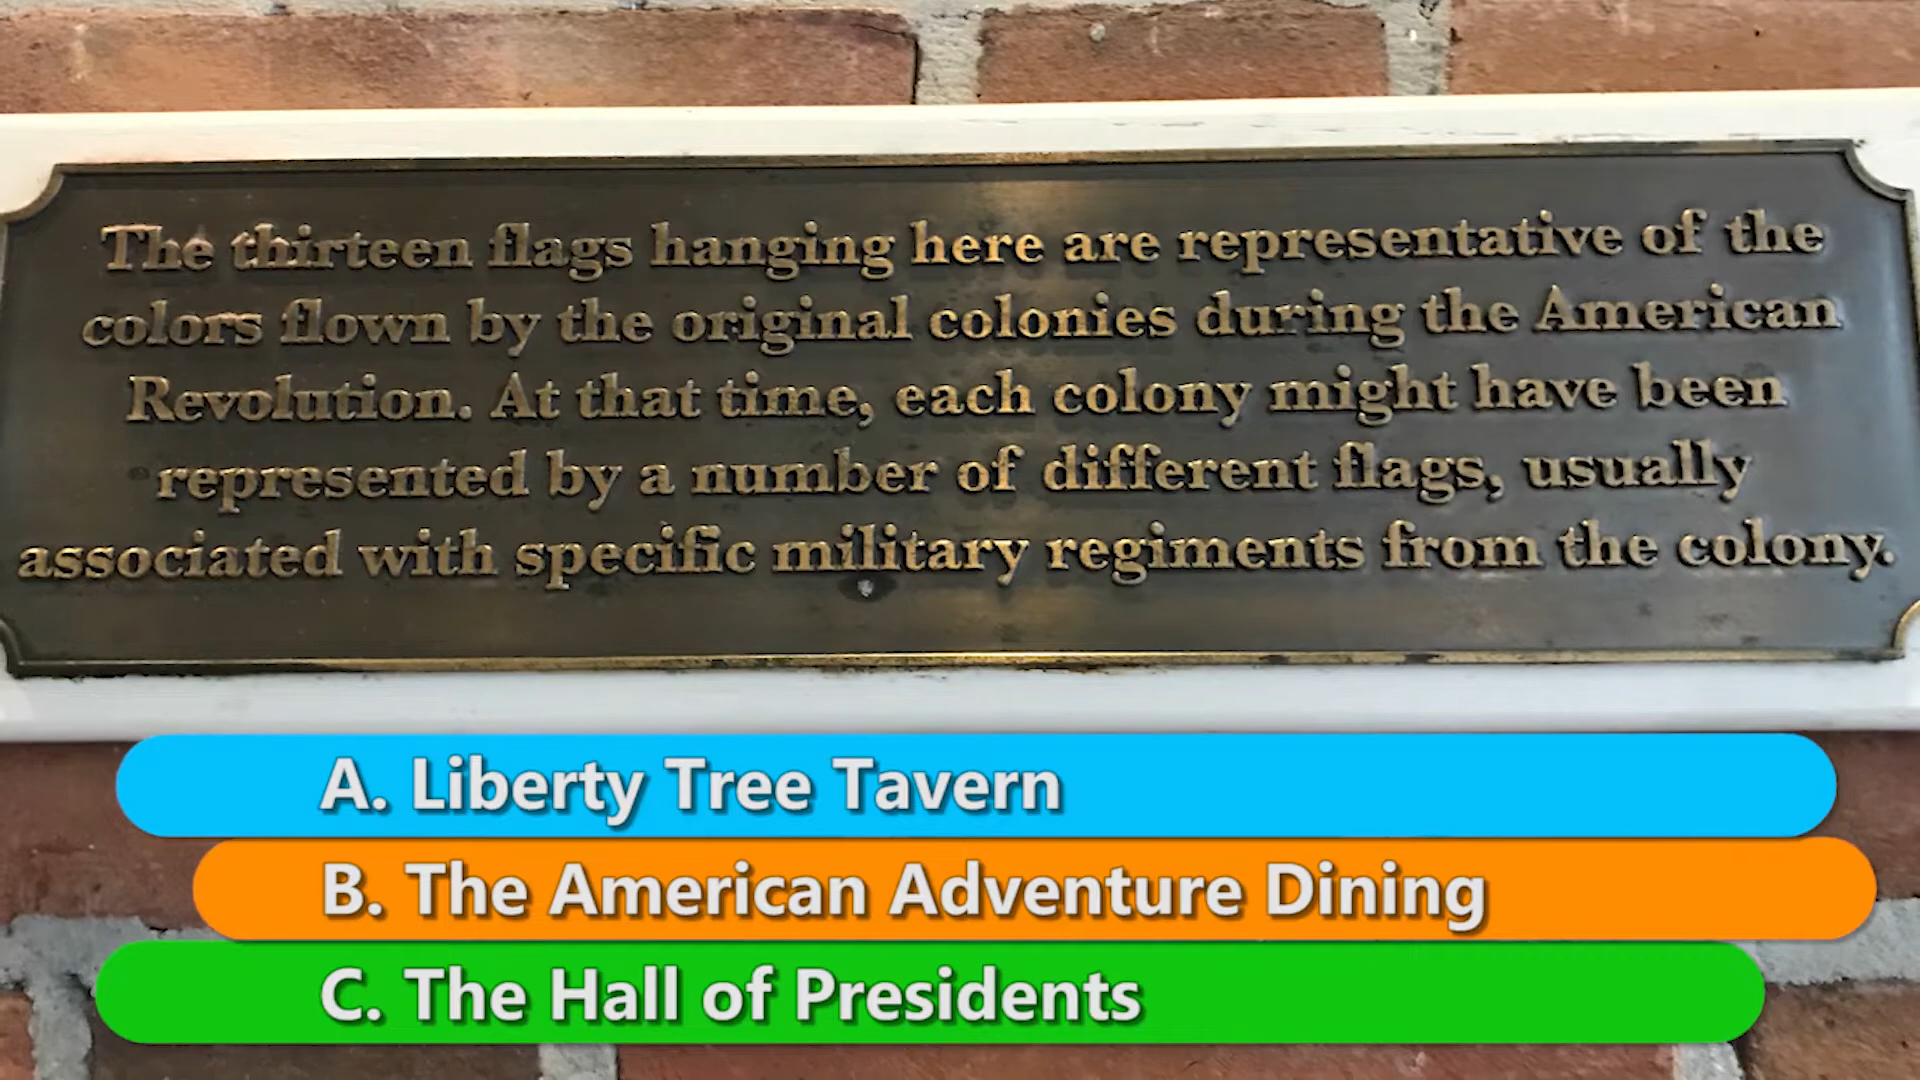 The thirteen flags hanging here are representative of the
colors flown by the original colonies during the American
Revolution. At that time, each colony might have been
represented by a number of different flags, usually
associated with specific military regiments from the colony.
A. Liberty Tree Tavern
B. The American Adventure Dining
C. The Hall of Presidents